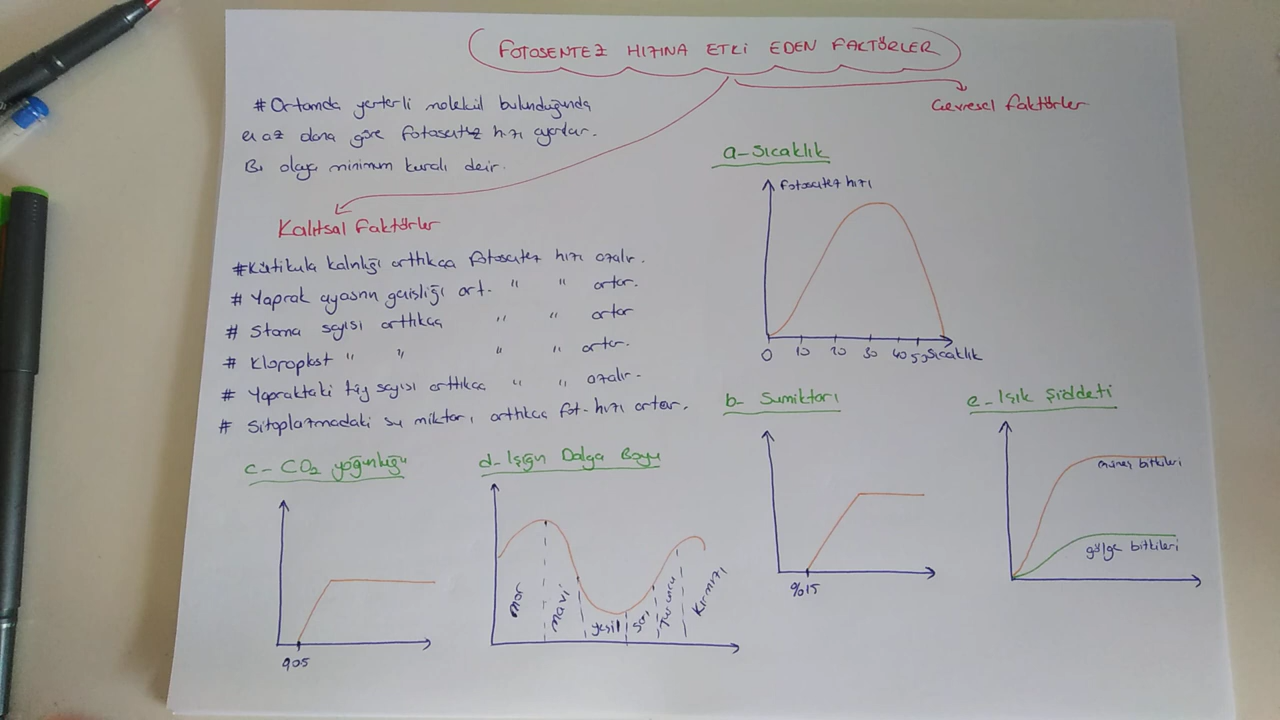 FOTOSENTEZ HIZINA ETKİ EDEN FAKTÖRLER
# Ortamda yeterli molekül bulunduğunda
en az olana göre fotosentez hızı ayarlar.
Bu olaya minimum kuralı denir.
Kalıtsal Faktörler
# Kütikula kalınlığı arttıkça fotosentez hızı azalır.
# Yaprak ayasının genişliği art. " " artar.
# Stoma sayısı arttıkça " " artar
# Kloroplast " " " " artar.
# Yapraktaki tüy sayısı arttıkça " " azalır.
# Sitoplazmadaki su miktarı arttıkça fot. hızı artar.
Çevresel Faktörler
a- Sıcaklık
fotosentez hızı
0 10 20 30 40 50 Sıcaklık
b- Su miktarı
%15
e- Işık Şiddeti
güneş bitkileri
gölge bitkileri
c- CO2 yoğunluğu
0,05
d- Işığın Dalga Boyu
mor mavi yeşil sarı Turuncu Kırmızı